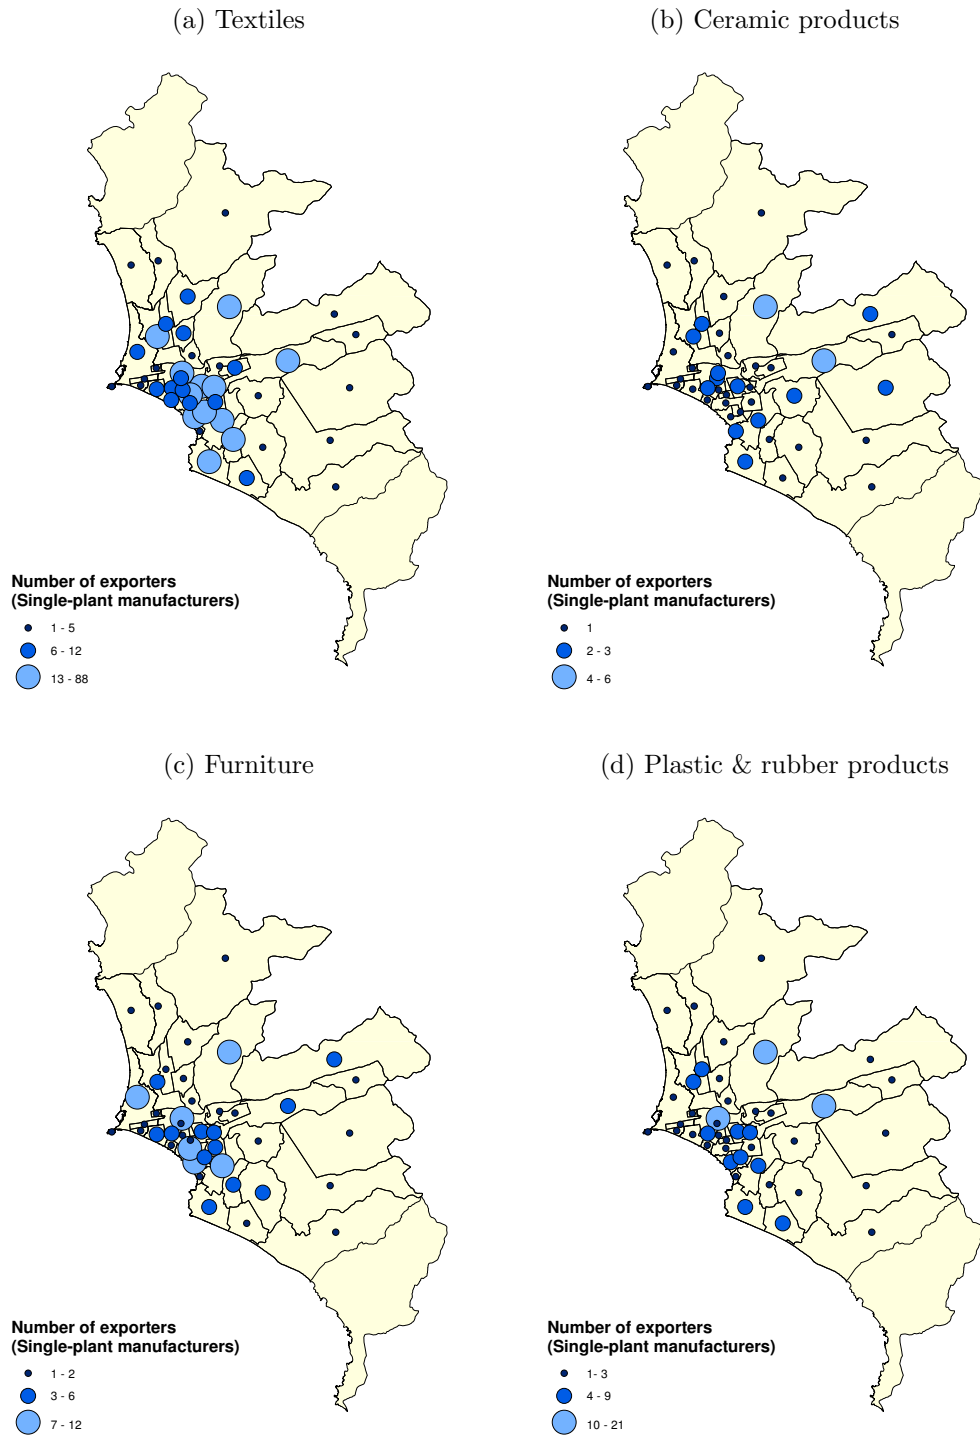 (a) Textiles
(b) Ceramic products
Number of exporters
(Single-plant manufacturers)
1 - 5
6 - 12
13 - 88
Number of exporters
(Single-plant manufacturers)
1
2 - 3
4 - 6
(c) Furniture
(d) Plastic & rubber products
Number of exporters
(Single-plant manufacturers)
1 - 2
3 - 6
7 - 12
Number of exporters
(Single-plant manufacturers)
1- 3
4 - 9
10 - 21